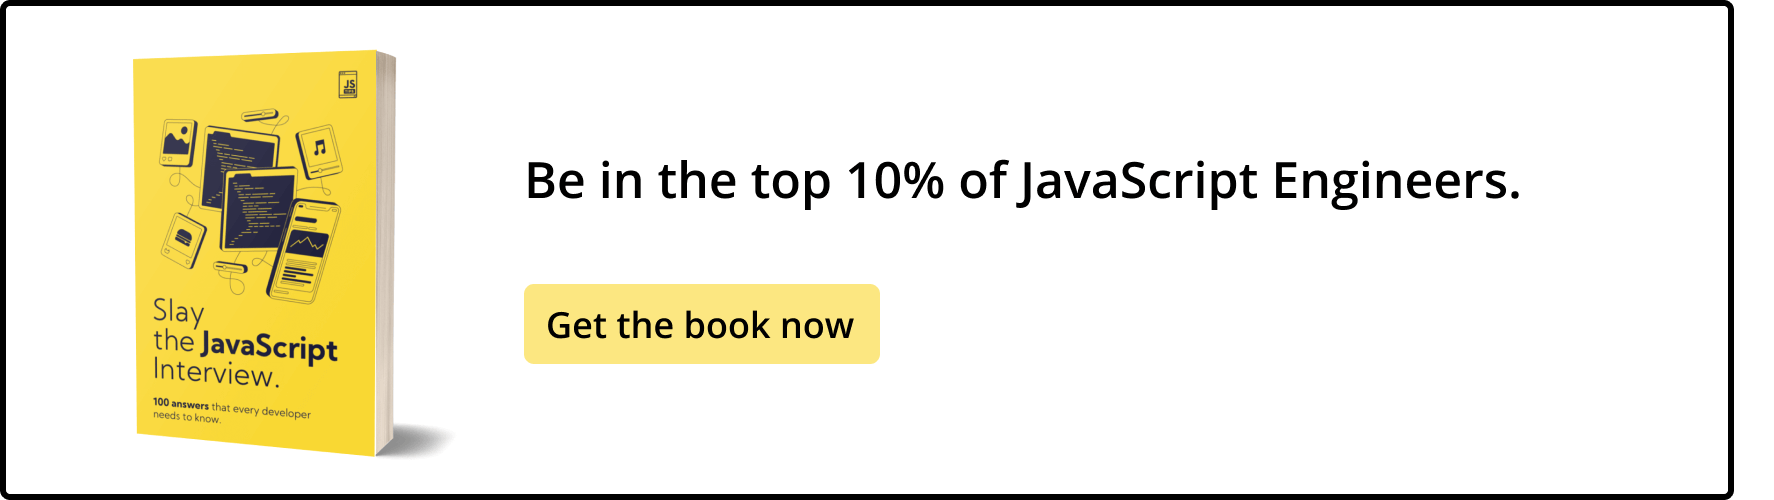 JS
Slay
the JavaScript
Interview.
100 answers that every developer
needs to know.
Be in the top 10% of JavaScript Engineers.
Get the book now